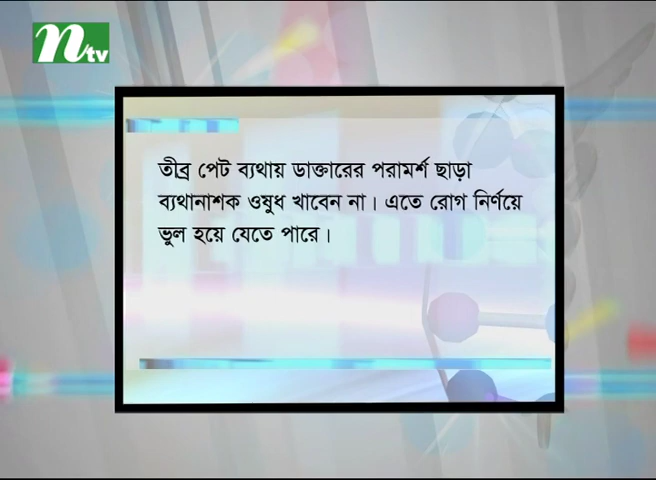 ntv
তীব্র পেট ব্যথায় ডাক্তারের পরামর্শ ছাড়া
ব্যথানাশক ওষুধ খাবেন না। এতে রোগ নির্ণয়ে
ভুল হয়ে যেতে পারে।